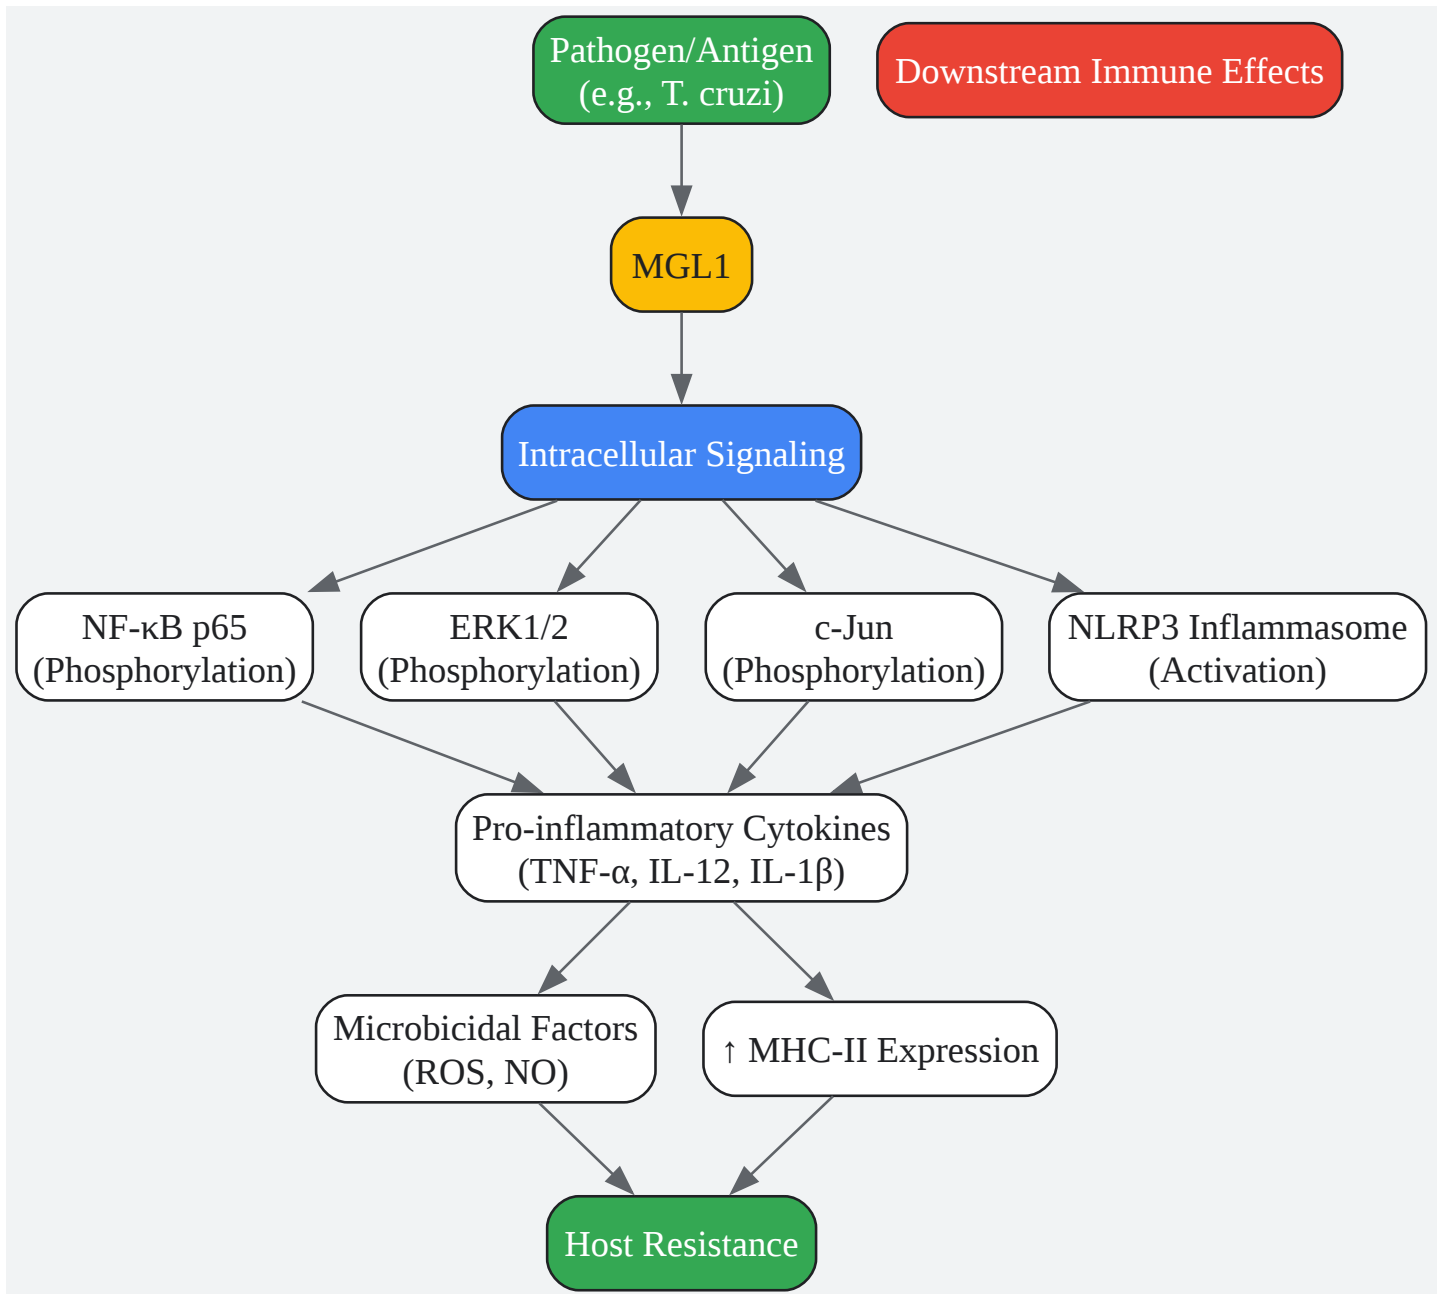 Pathogen/Antigen
(e.g., T. cruzi)
Downstream Immune Effects
MGL1
Intracellular Signaling
NF-κB p65
(Phosphorylation)
ERK1/2
(Phosphorylation)
c-Jun
(Phosphorylation)
NLRP3 Inflammasome
(Activation)
Pro-inflammatory Cytokines
(TNF-α, IL-12, IL-1β)
Microbicidal Factors
(ROS, NO)
↑ MHC-II Expression
Host Resistance